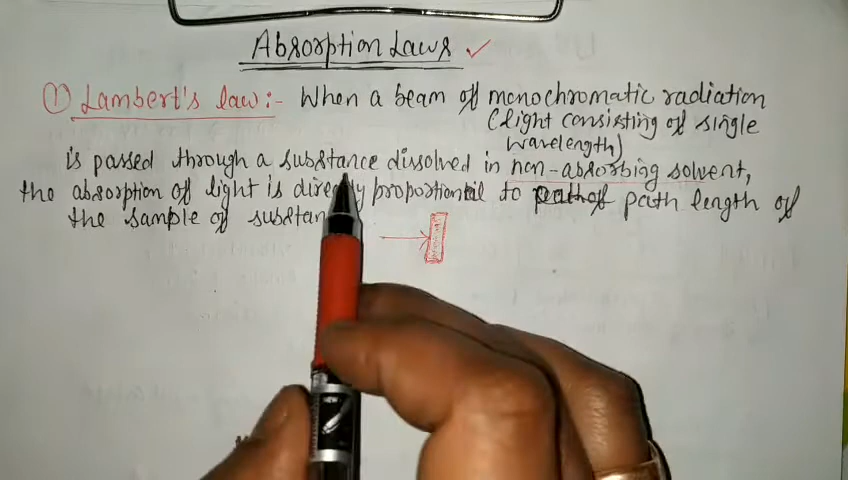 Absorption Laws
① Lambert's law:- When a beam of monochromatic radiation
(light consisting of single
wavelength)
is passed through a substance dissolved in non-absorbing solvent,
the absorption of light is directly proportional to path length of
the sample of substan
NEW